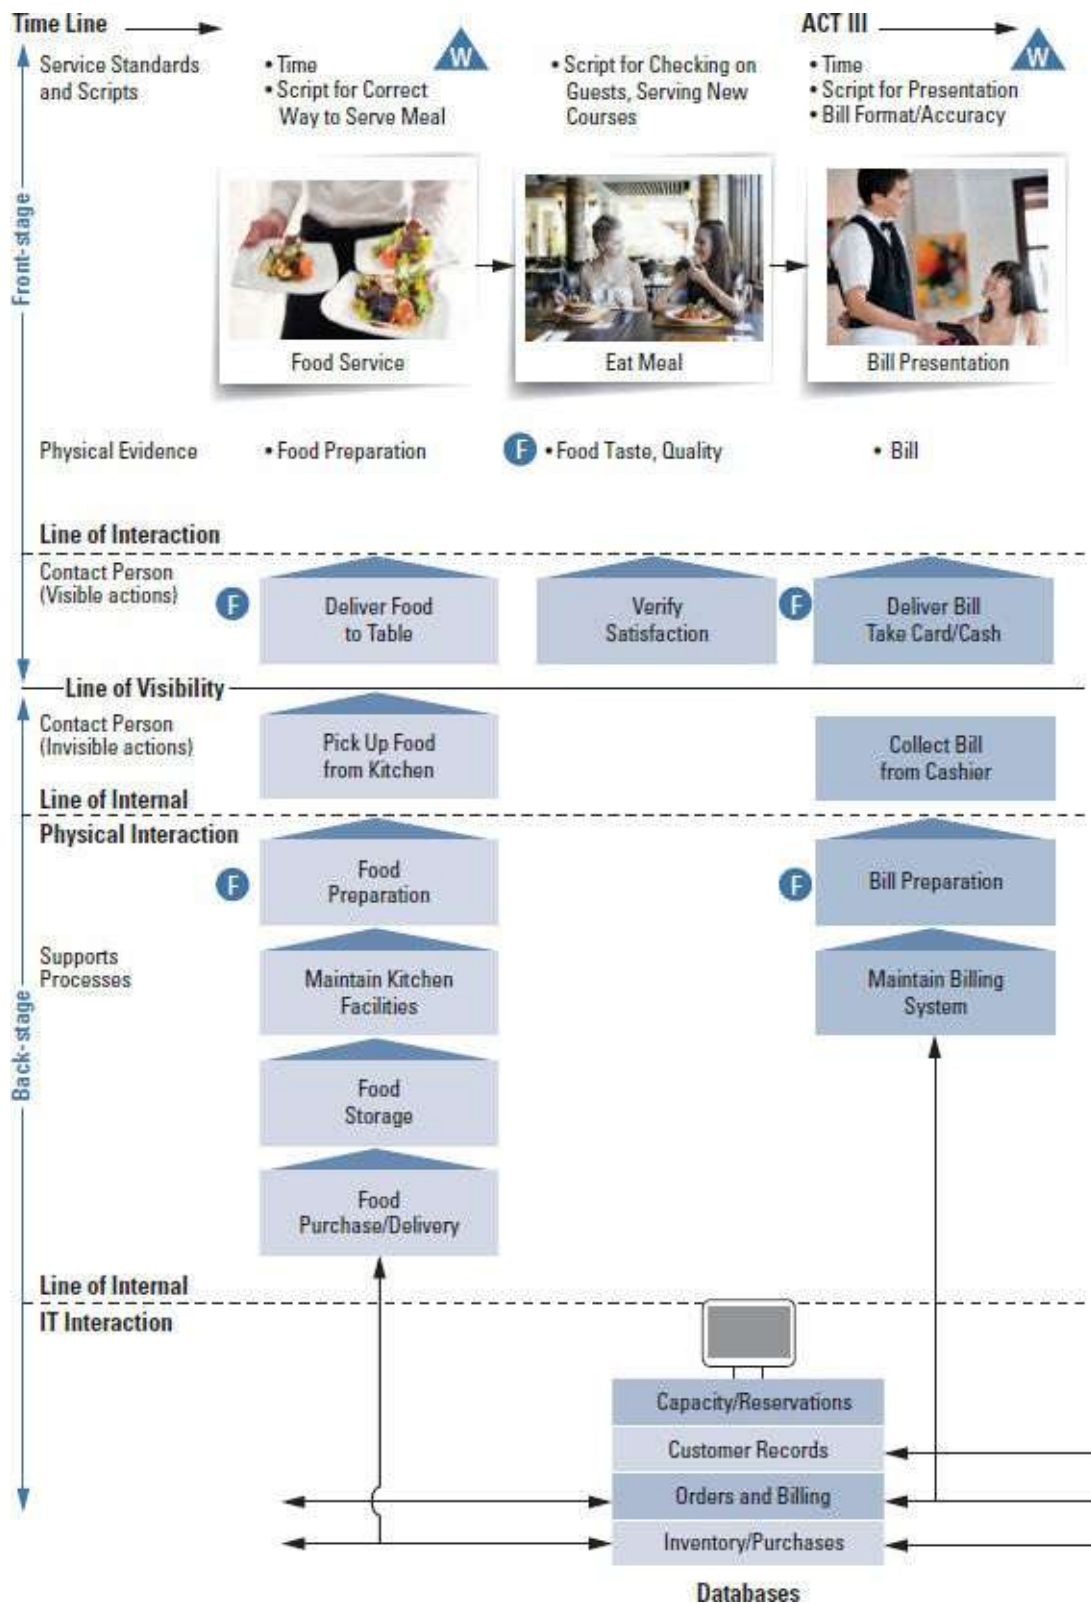 Time Line
ACT III
Service Standards
and Scripts
• Time
• Script for Correct
Way to Serve Meal
W
• Script for Checking on
Guests, Serving New
Courses
• Time
• Script for Presentation
• Bill Format/Accuracy
W
Front-stage
Food Service
Eat Meal
Bill Presentation
Physical Evidence
• Food Preparation
F
• Food Taste, Quality
• Bill
Line of Interaction
Contact Person
(Visible actions)
F
Deliver Food
to Table
Verify
Satisfaction
F
Deliver Bill
Take Card/Cash
Line of Visibility
Contact Person
(Invisible actions)
Pick Up Food
from Kitchen
Collect Bill
from Cashier
Line of Internal
Physical Interaction
F
Food
Preparation
F
Bill Preparation
Supports
Processes
Maintain Kitchen
Facilities
Maintain Billing
System
Back-stage
Food
Storage
Food
Purchase/Delivery
Line of Internal
IT Interaction
Capacity/Reservations
Customer Records
Orders and Billing
Inventory/Purchases
Databases